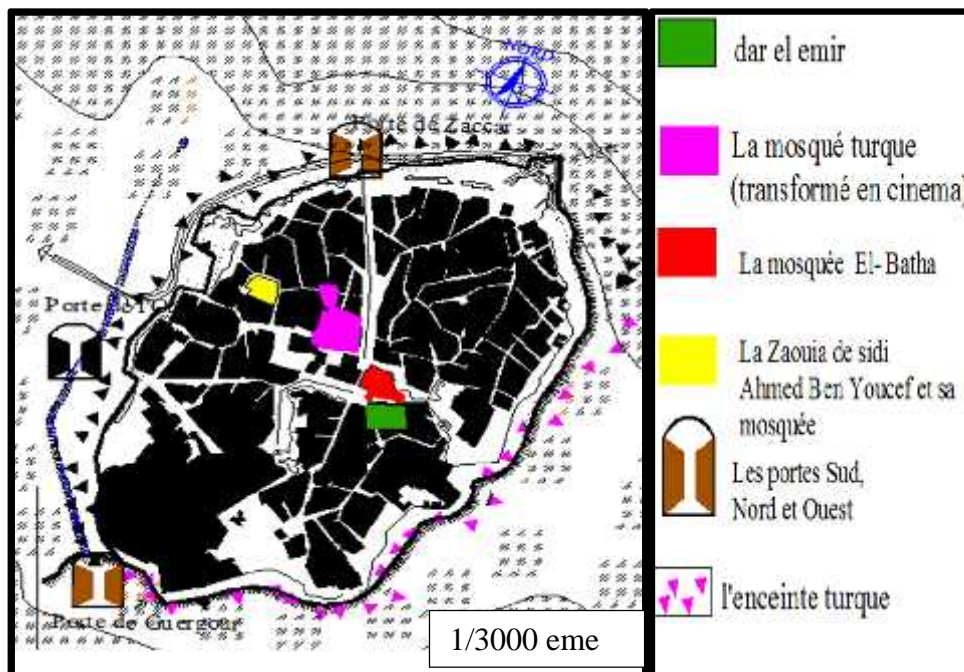 NORD
Porte de Zaccar
Porte
Porte de Guergour
1/3000 eme
dar el emir
La mosqué turque
(transformé en cinema)
La mosquée El-Batha
La Zaouia de sidi
Ahmed Ben Youcef et sa
mosquée
Les portes Sud,
Nord et Ouest
l'enceinte turque